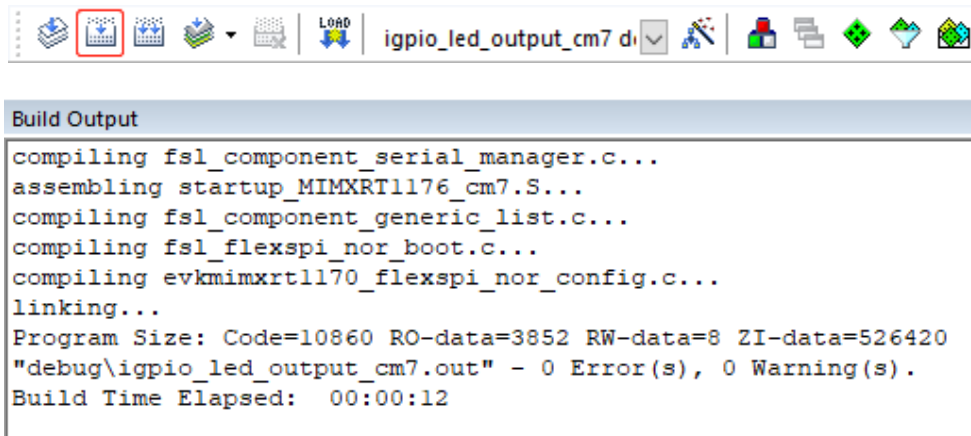 LOAD
igpio_led_output_cm7 d
Build Output
compiling fsl_component_serial_manager.c...
assembling startup_MIMXRT1176_cm7.S...
compiling fsl_component_generic_list.c...
compiling fsl_flexspi_nor_boot.c...
compiling evkmimxrt1170_flexspi_nor_config.c...
linking...
Program Size: Code=10860 RO-data=3852 RW-data=8 ZI-data=526420
"debug\igpio_led_output_cm7.out" - 0 Error(s), 0 Warning(s).
Build Time Elapsed:  00:00:12